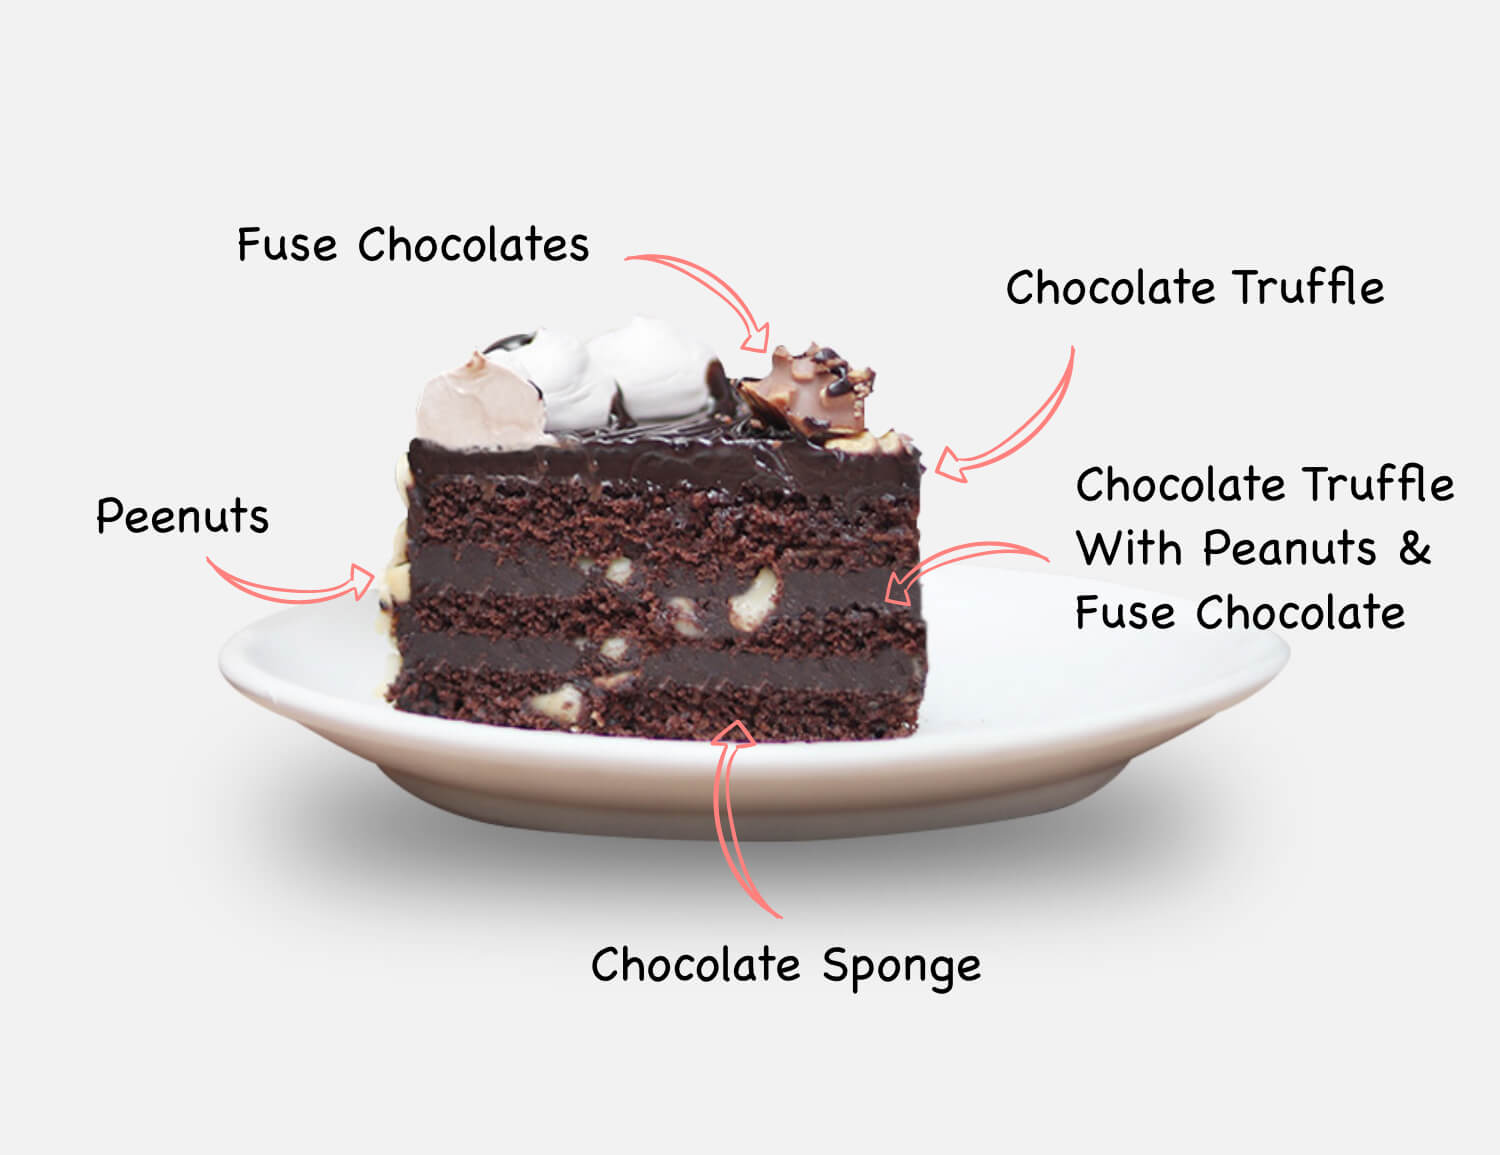 Fuse Chocolates
Chocolate Truffle
Peenuts
Chocolate Truffle
With Peanuts &
Fuse Chocolate
Chocolate Sponge